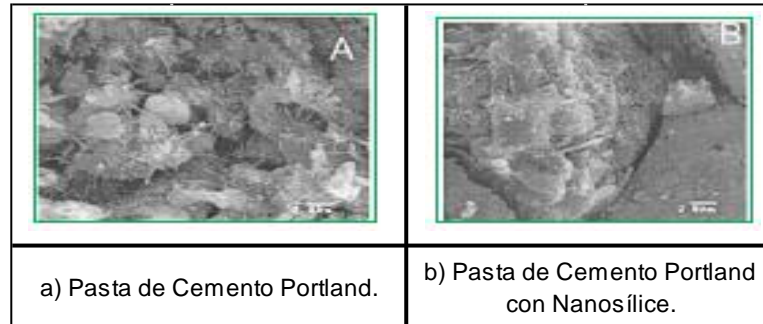 A
B
a) Pasta de Cemento Portland.
b) Pasta de Cemento Portland
con Nanosílice.